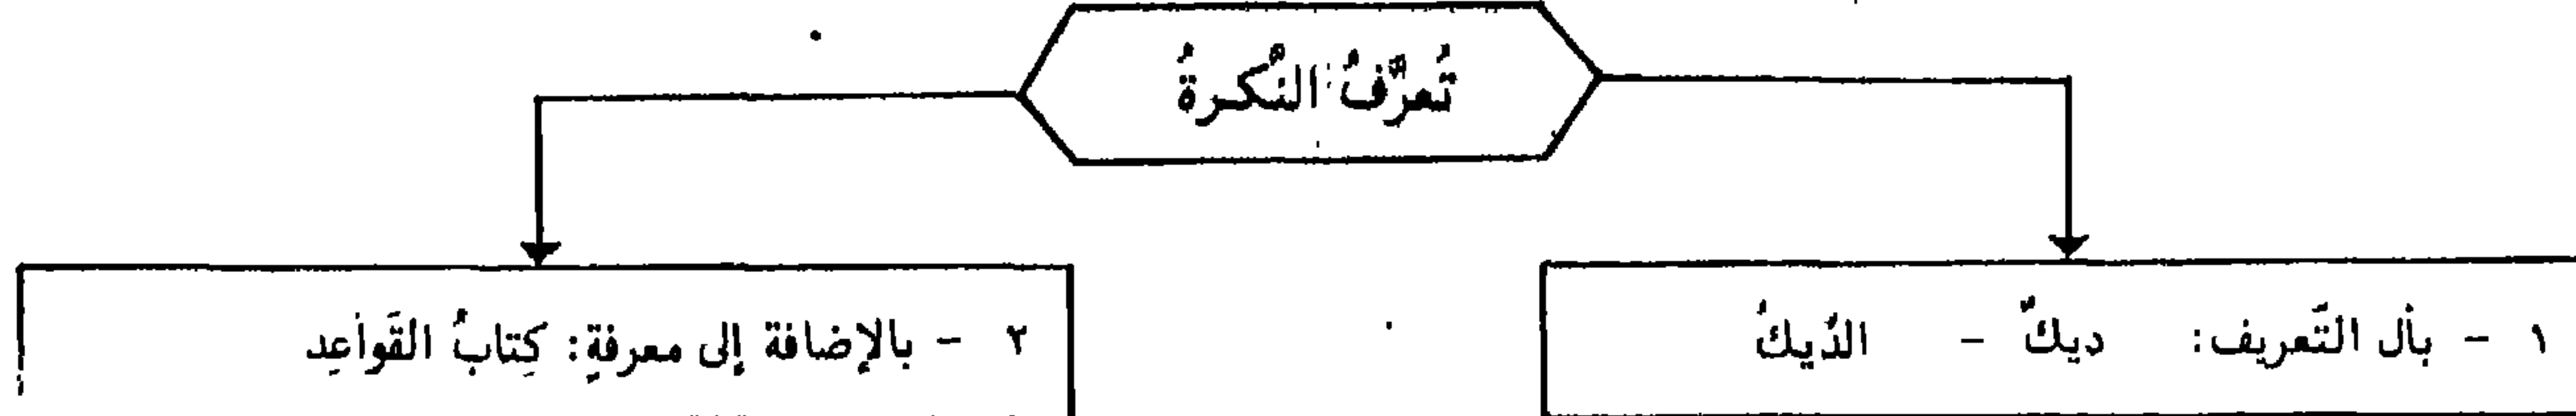 تُعرَّفُ النَّكرةُ
١ - بأل التَّعريف: ديكٌ - الدِّيكُ
٢ - بالإضافة إلى معرفةٍ: كِتابُ القَواعِد